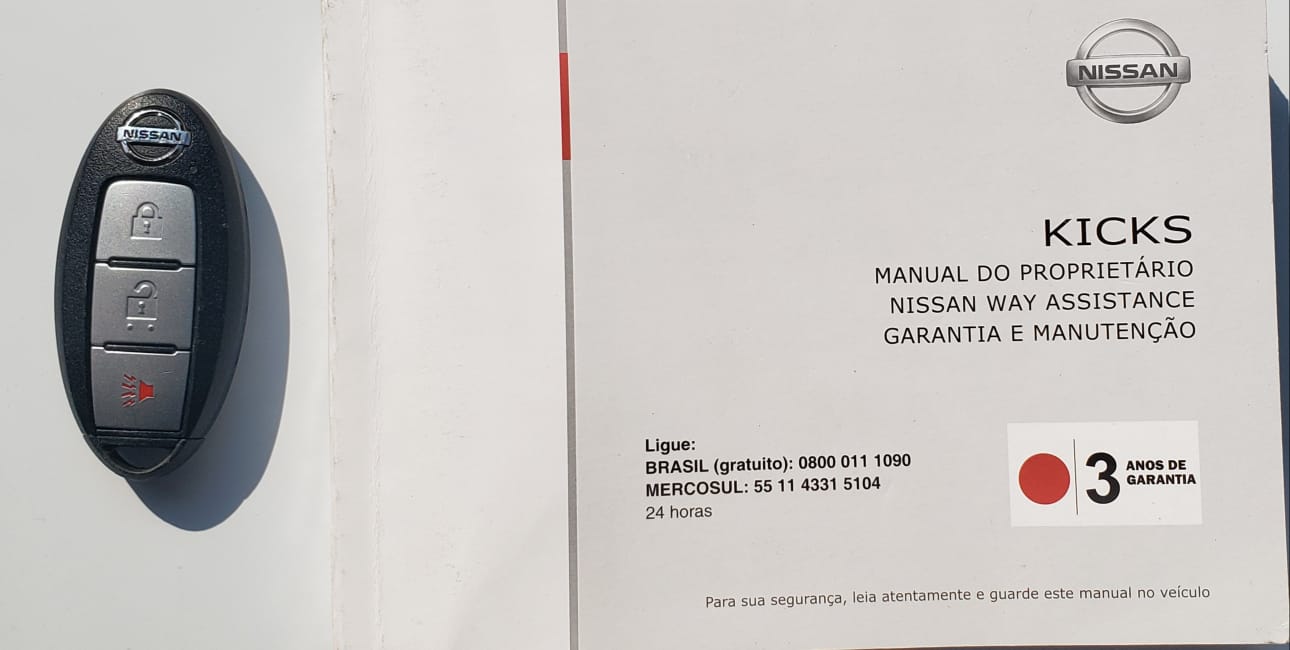 NISSAN
NISSAN
KICKS
MANUAL DO PROPRIETÁRIO
NISSAN WAY ASSISTANCE
GARANTIA E MANUTENÇÃO
Ligue:
BRASIL (gratuito): 0800 011 1090
MERCOSUL: 55 11 4331 5104
24 horas
3 ANOS DE
GARANTIA
Para sua segurança, leia atentamente e guarde este manual no veículo